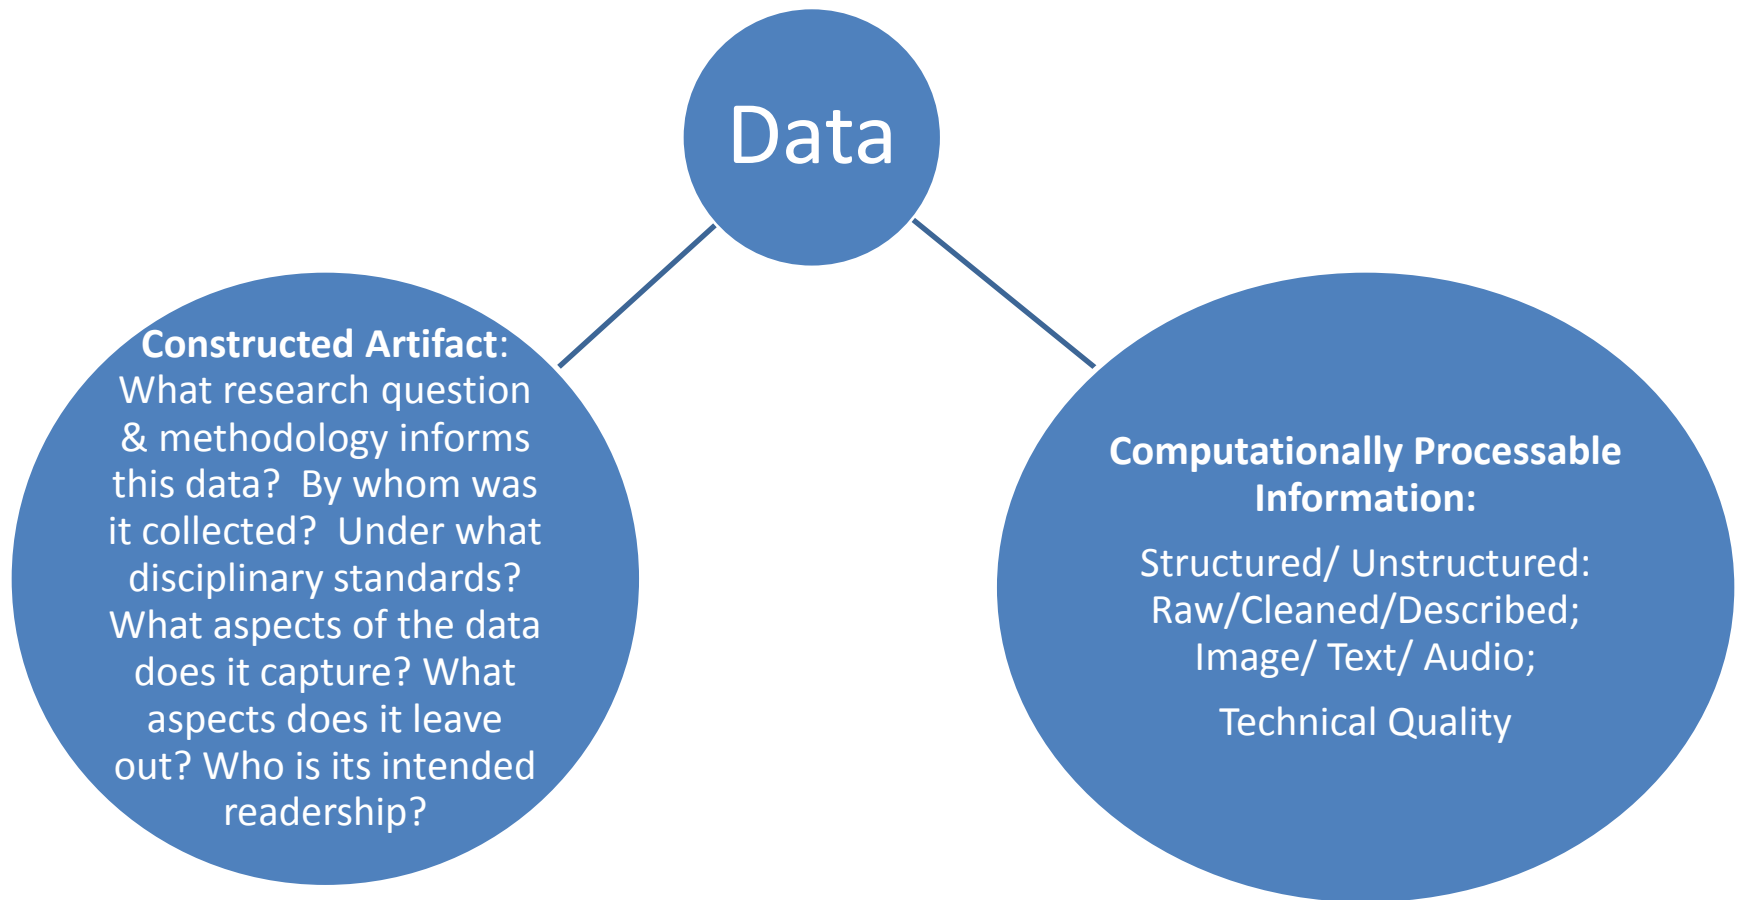 Data
Constructed Artifact:
What research question
& methodology informs
this data?  By whom was
it collected?  Under what
disciplinary standards?
What aspects of the data
does it capture? What
aspects does it leave
out? Who is its intended
readership?
Computationally Processable
Information:
Structured/ Unstructured:
Raw/Cleaned/Described;
Image/ Text/ Audio;
Technical Quality